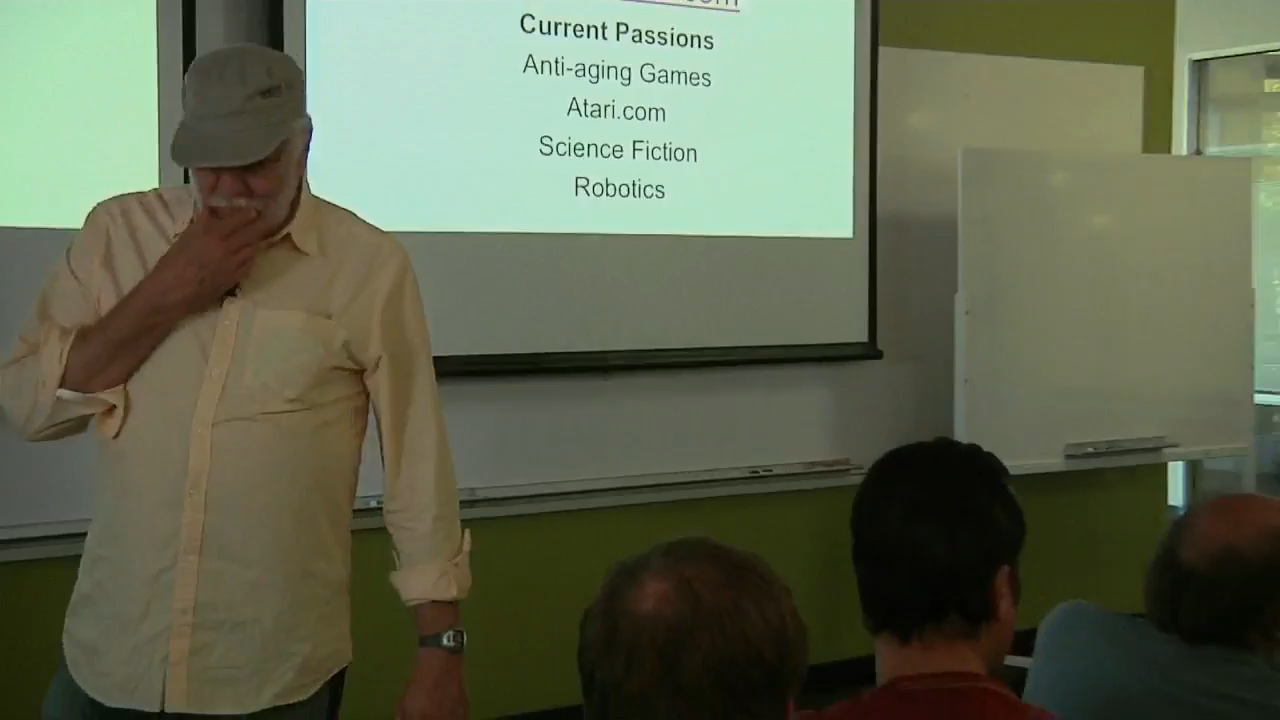 Current Passions
Anti-aging Games
Atari.com
Science Fiction
Robotics